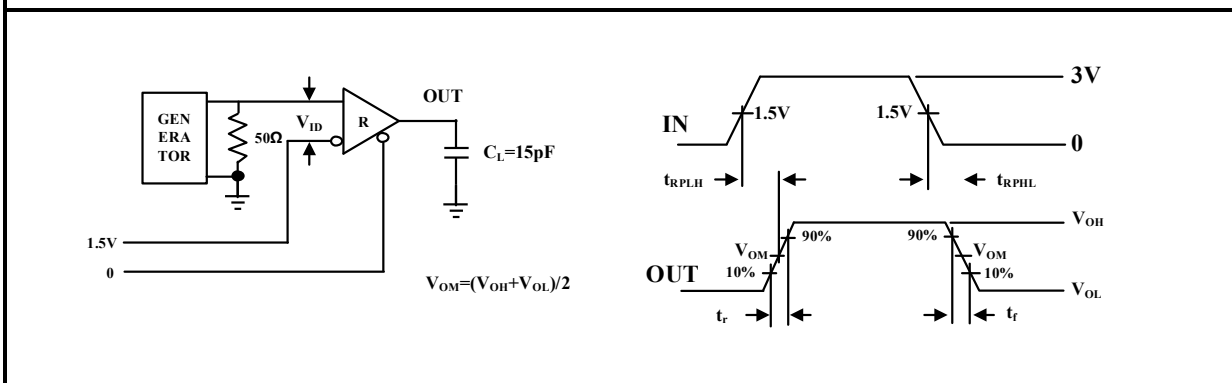 GEN
ERA
TOR
50Ω
V_ID
R
OUT
C_L=15pF
1.5V
0
V_OM=(V_OH+V_OL)/2
IN
1.5V
1.5V
3V
0
t_RPLH
t_RPHL
OUT
V_OM
10%
90%
90%
V_OM
10%
V_OH
V_OL
t_r
t_f